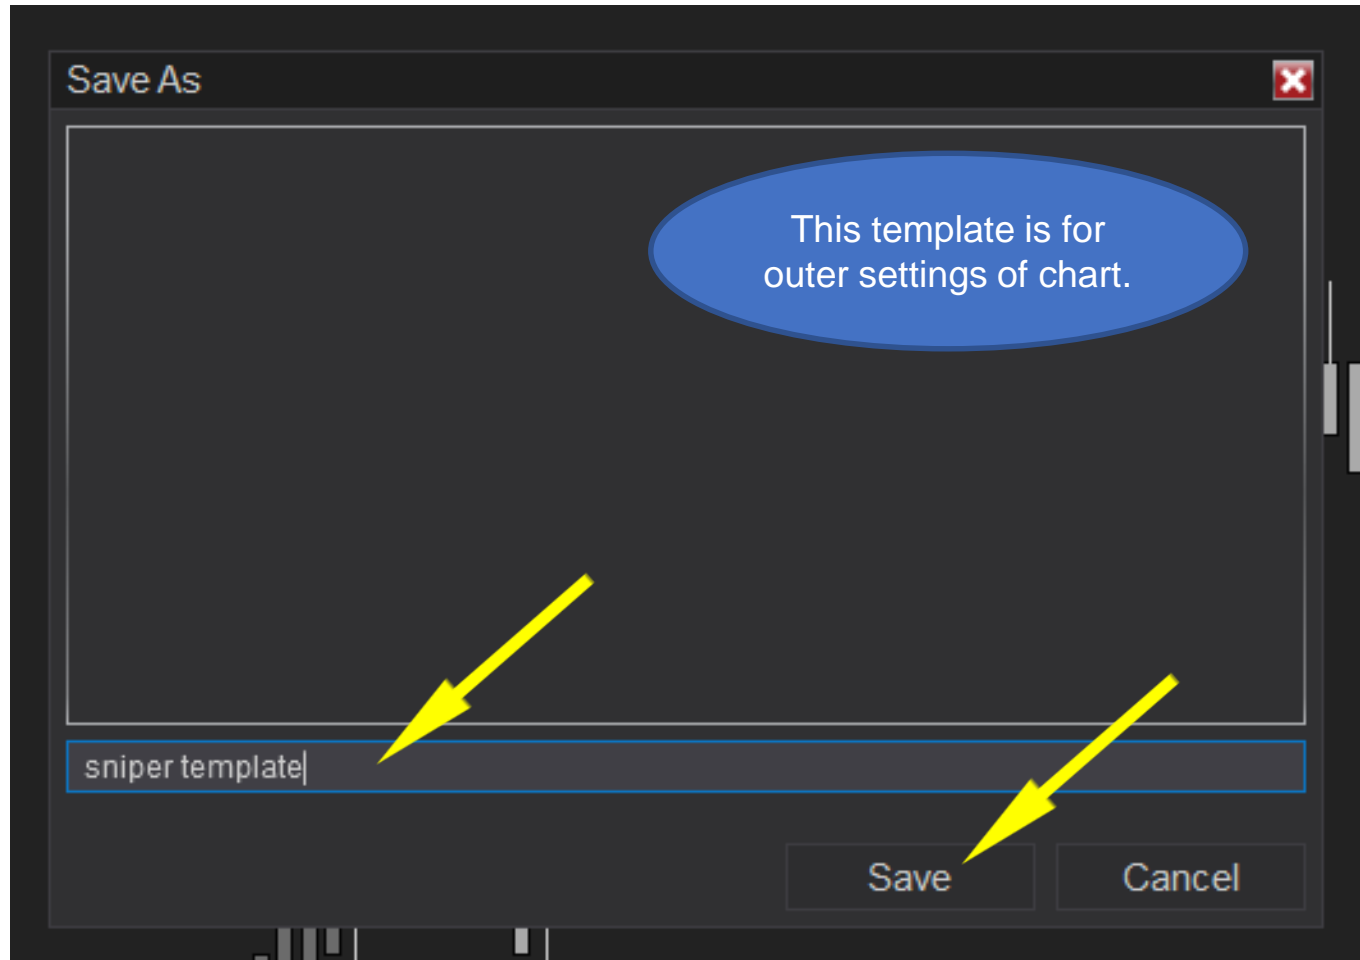 Save As
This template is for
outer settings of chart.
sniper template
Save
Cancel